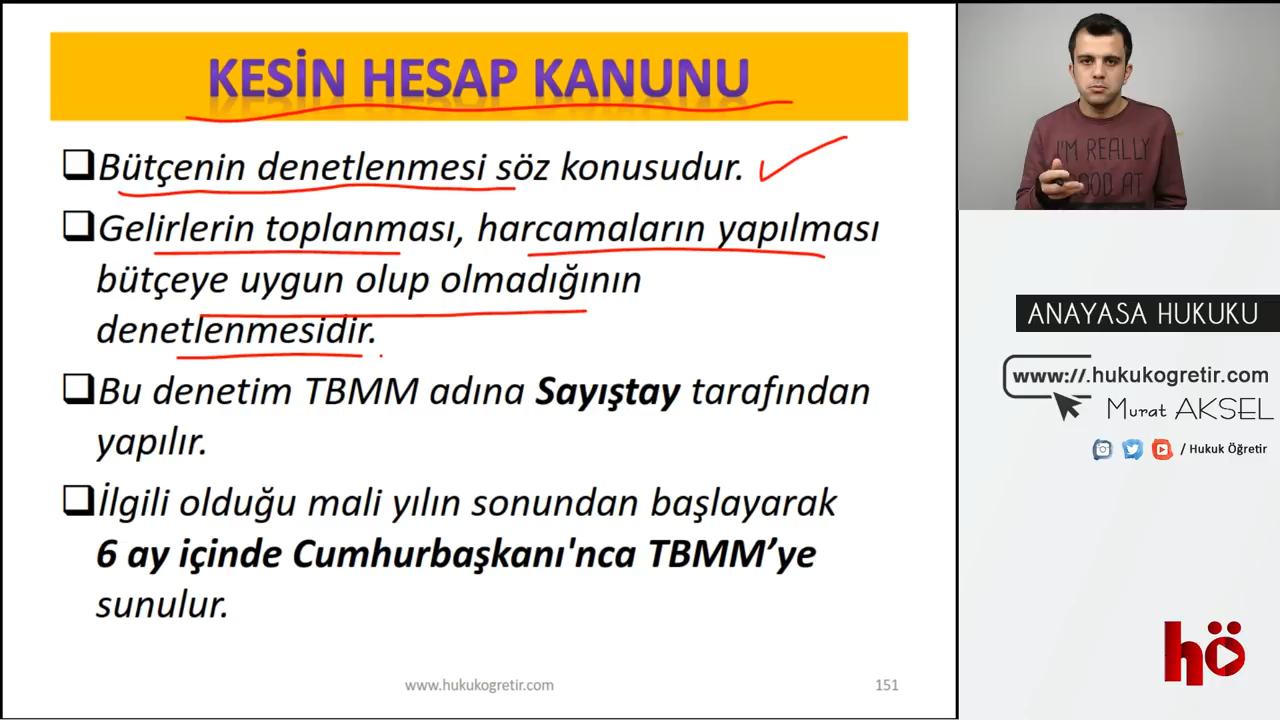 KESİN HESAP KANUNU
Bütçenin denetlenmesi söz konusudur.
Gelirlerin toplanması, harcamaların yapılması
bütçeye uygun olup olmadığının
denetlenmesidir.
Bu denetim TBMM adına Sayıştay tarafından
yapılır.
İlgili olduğu mali yılın sonundan başlayarak
6 ay içinde Cumhurbaşkanı'nca TBMM’ye
sunulur.
www.hukukogretir.com
151
I'M REALLY
GOOD AT
ANAYASA HUKUKU
www://.hukukogretir.com
Murat AKSEL
/ Hukuk Öğretir
hö